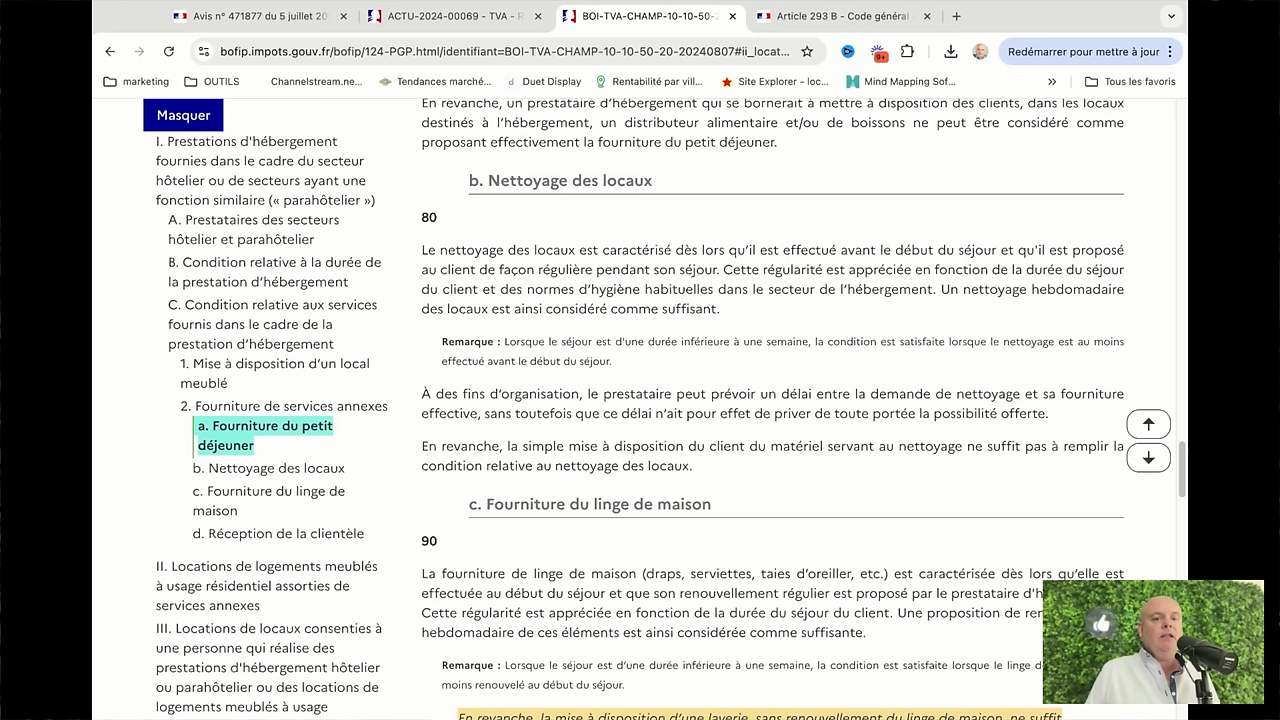 Avis n° 471877 du 5 juillet 20
ACTU-2024-00069 - TVA - R
BOI-TVA-CHAMP-10-10-50-2
Article 293 B - Code général
bofip.impots.gouv.fr/bofip/124-PGP.html/identifiant=BOI-TVA-CHAMP-10-10-50-20-20240807#ii_locat...
9+
Redémarrer pour mettre à jour
marketing
OUTILS
Channelstream.ne...
Tendances marché...
Duet Display
Rentabilité par vill...
Site Explorer - loc...
Mind Mapping Sof...
»
Tous les favoris
Masquer
I. Prestations d'hébergement
fournies dans le cadre du secteur
hôtelier ou de secteurs ayant une
fonction similaire (« parahôtelier »)
A. Prestataires des secteurs
hôtelier et parahôtelier
B. Condition relative à la durée de
la prestation d’hébergement
C. Condition relative aux services
fournis dans le cadre de la
prestation d’hébergement
1. Mise à disposition d’un local
meublé
2. Fourniture de services annexes
a. Fourniture du petit
déjeuner
b. Nettoyage des locaux
c. Fourniture du linge de
maison
d. Réception de la clientèle
II. Locations de logements meublés
à usage résidentiel assorties de
services annexes
III. Locations de locaux consenties à
une personne qui réalise des
prestations d'hébergement hôtelier
ou parahôtelier ou des locations de
logements meublés à usage
En revanche, un prestataire d’hébergement qui se bornerait à mettre à disposition des clients, dans les locaux
destinés à l’hébergement, un distributeur alimentaire et/ou de boissons ne peut être considéré comme
proposant effectivement la fourniture du petit déjeuner.
b. Nettoyage des locaux
80
Le nettoyage des locaux est caractérisé dès lors qu’il est effectué avant le début du séjour et qu'il est proposé
au client de façon régulière pendant son séjour. Cette régularité est appréciée en fonction de la durée du séjour
du client et des normes d’hygiène habituelles dans le secteur de l’hébergement. Un nettoyage hebdomadaire
des locaux est ainsi considéré comme suffisant.
Remarque : Lorsque le séjour est d'une durée inférieure à une semaine, la condition est satisfaite lorsque le nettoyage est au moins
effectué avant le début du séjour.
À des fins d’organisation, le prestataire peut prévoir un délai entre la demande de nettoyage et sa fourniture
effective, sans toutefois que ce délai n’ait pour effet de priver de toute portée la possibilité offerte.
En revanche, la simple mise à disposition du client du matériel servant au nettoyage ne suffit pas à remplir la
condition relative au nettoyage des locaux.
c. Fourniture du linge de maison
90
La fourniture de linge de maison (draps, serviettes, taies d’oreiller, etc.) est caractérisée dès lors qu’elle est
effectuée au début du séjour et que son renouvellement régulier est proposé par le prestataire d'h
Cette régularité est appréciée en fonction de la durée du séjour du client. Une proposition de ren
hebdomadaire de ces éléments est ainsi considérée comme suffisante.
Remarque : Lorsque le séjour est d’une durée inférieure à une semaine, la condition est satisfaite lorsque le linge d
moins renouvelé au début du séjour.
En revanche, la mise à disposition d’une laverie, sans renouvellement du linge de maison, ne suffit